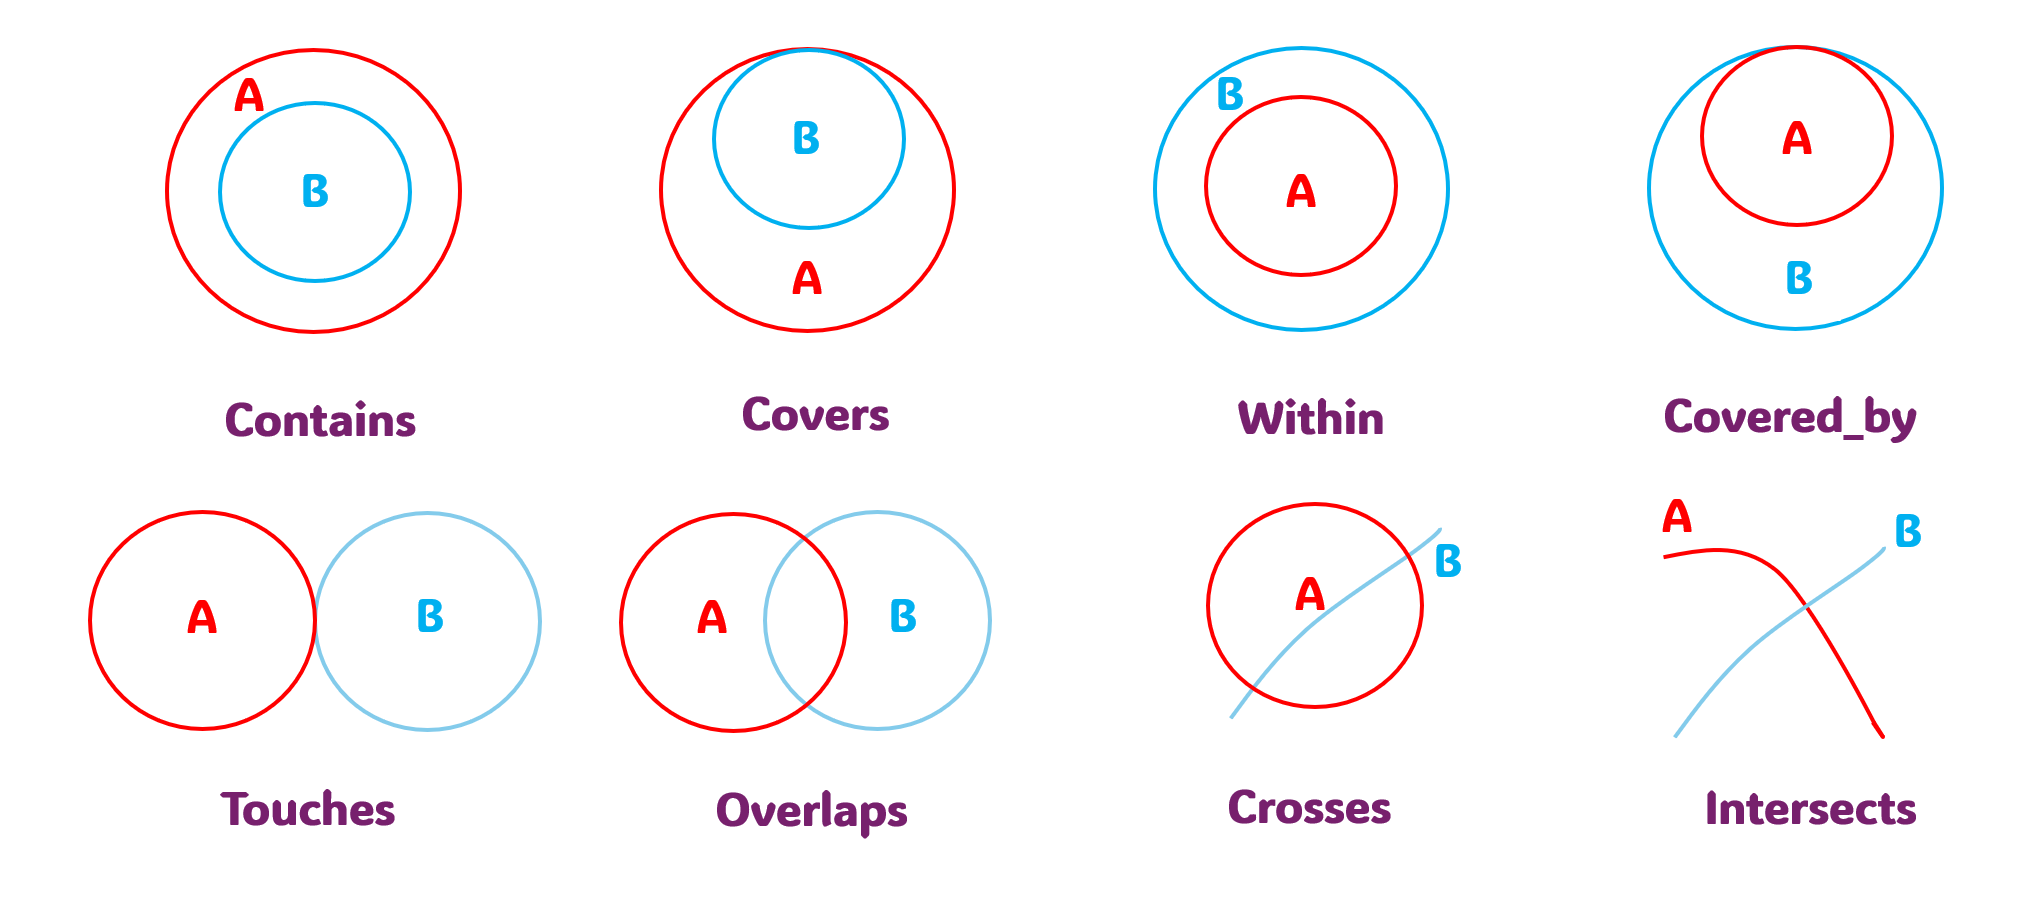 A
B
Contains
B
A
Covers
B
A
Within
A
B
Covered_by
A
B
Touches
A
B
Overlaps
A
B
Crosses
A
B
Intersects